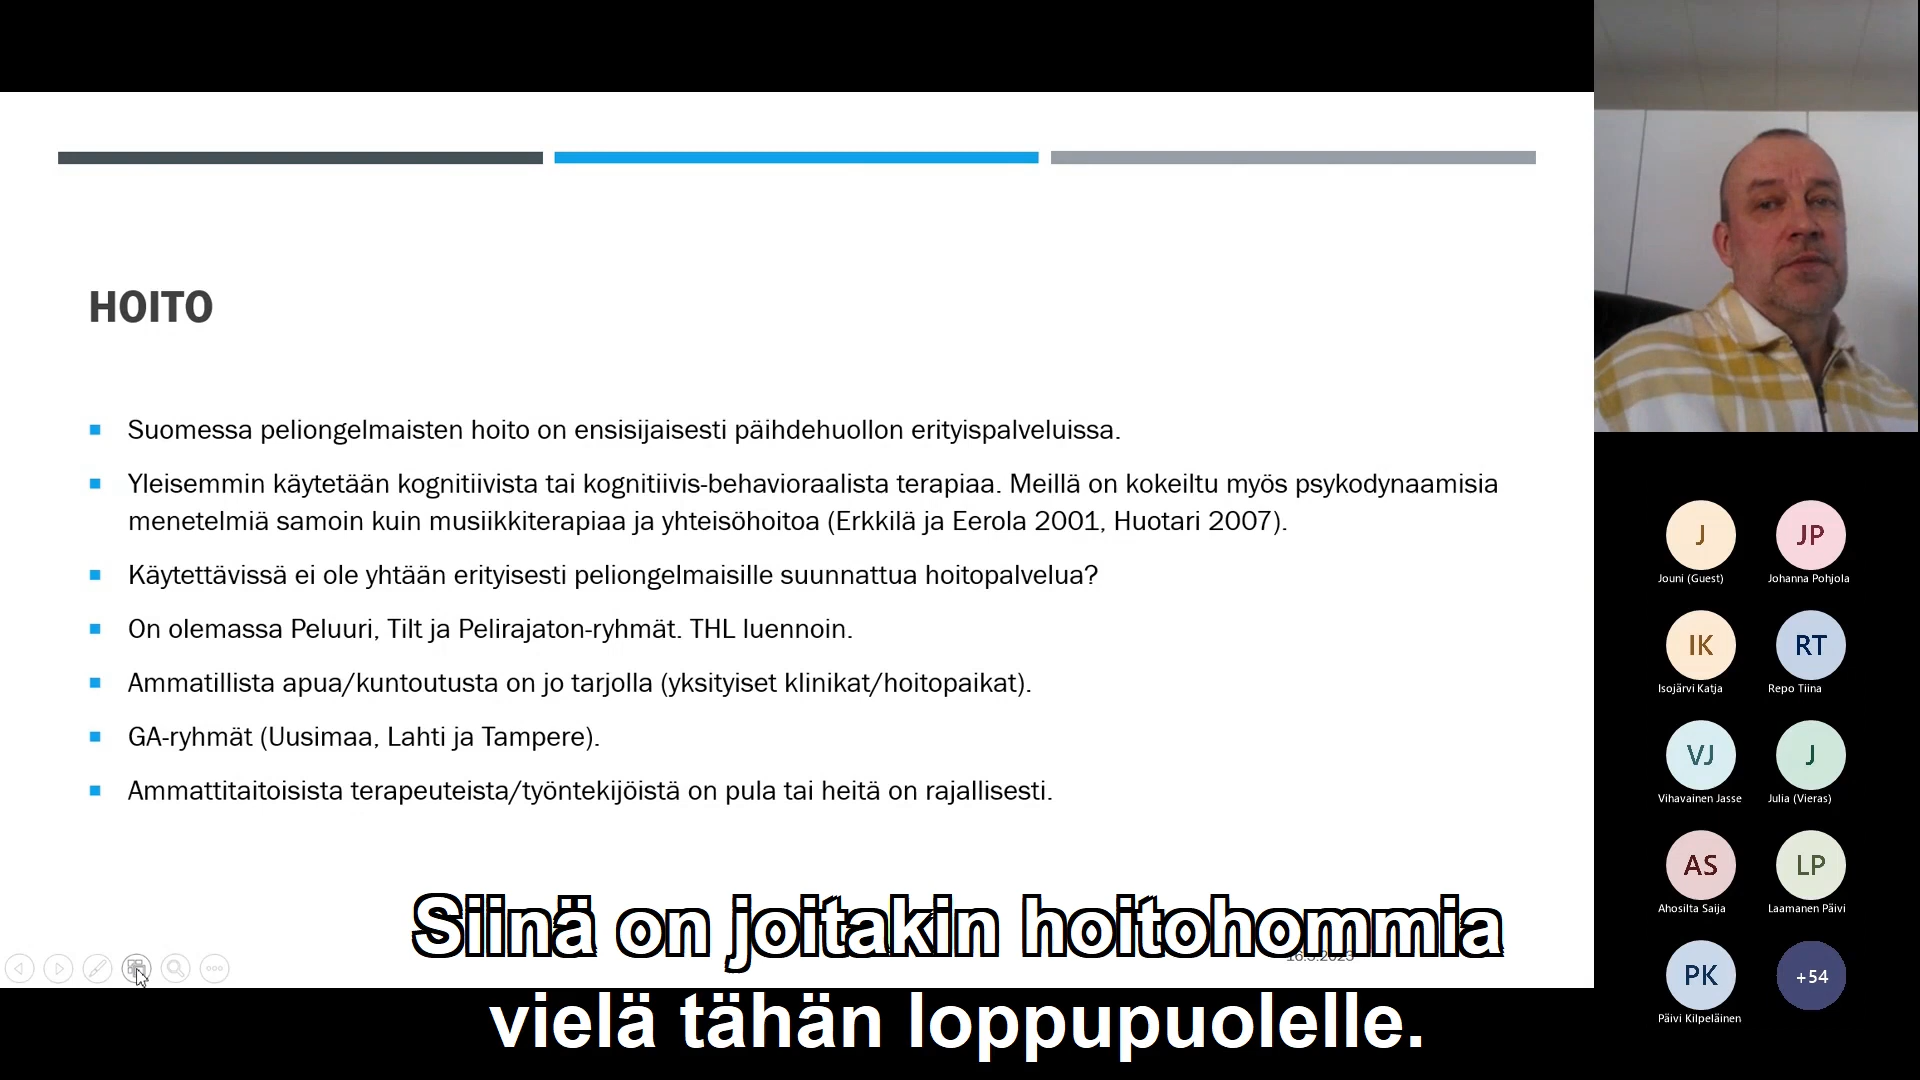 HOITO
Suomessa peliongelmaisten hoito on ensisijaisesti päihdehuollon erityispalveluissa.
Yleisemmin käytetään kognitiivista tai kognitiivis-behavioraalista terapiaa. Meillä on kokeiltu myös psykodynaamisia
menetelmiä samoin kuin musiikkiterapiaa ja yhteisöhoitoa (Erkkilä ja Eerola 2001, Huotari 2007).
Käytettävissä ei ole yhtään erityisesti peliongelmaisille suunnattua hoitopalvelua?
On olemassa Peluuri, Tilt ja Pelirajaton-ryhmät. THL luennoin.
Ammatillista apua/kuntoutusta on jo tarjolla (yksityiset klinikat/hoitopaikat).
GA-ryhmät (Uusimaa, Lahti ja Tampere).
Ammattitaitoisista terapeuteista/työntekijöistä on pula tai heitä on rajallisesti.
Siinä on joitakin hoitohommia
vielä tähän loppupuolelle.
J JP
Jouni (Guest) Johanna Pohjola
IK RT
Isojärvi Katja Repo Tiina
VJ J
Vihavainen Jasse Julia (Vieras)
AS LP
Ahosilta Saija Laamanen Päivi
PK +54
Päivi Kilpeläinen